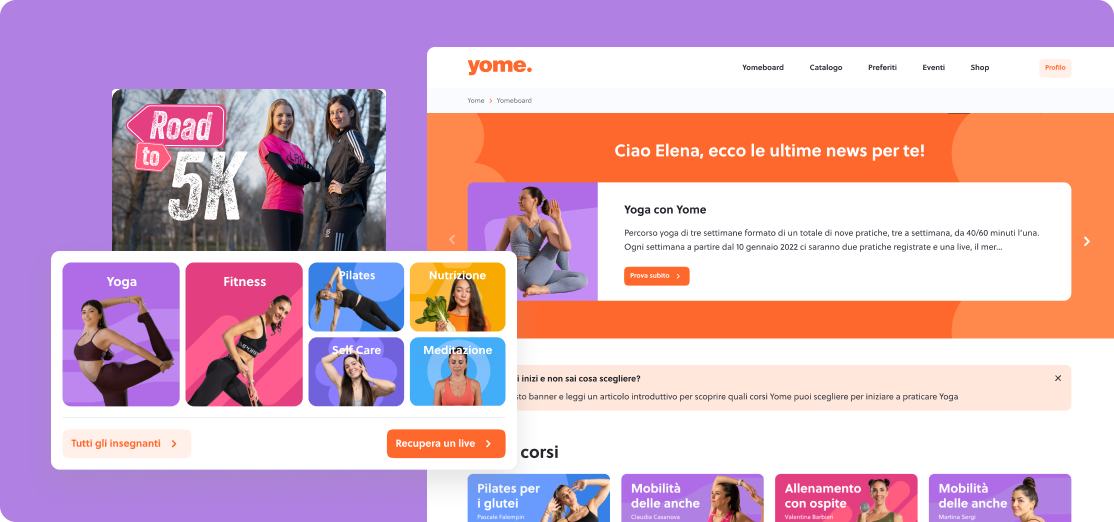 yome.
Yomeboard
Catalogo
Preferiti
Eventi
Shop
Profilo
Yome > Yomeboard
Ciao Elena, ecco le ultime news per te!
Yoga con Yome
Percorso yoga di tre settimane formato di un totale di nove pratiche, tre a settimana, da 40/60 minuti l'una.
Ogni settimana a partire dal 10 gennaio 2022 ci saranno due pratiche registrate e una live, il mer...
Prova subito
Road
to
5K
Yoga
Fitness
Pilates
Nutrizione
Self Care
Meditazione
Tutti gli insegnanti
Recupera un live
inizi e non sai cosa scegliere?
banner e leggi un articolo introduttivo per scoprire quali corsi Yome puoi scegliere per iniziare a praticare Yoga
corsi
Pilates per
i glutei
Pascale Falempin
Mobilità
delle anche
Claudia Casanova
Allenamento
con ospite
Valentina Barbieri
Mobilità
delle anche
Martina Sergi